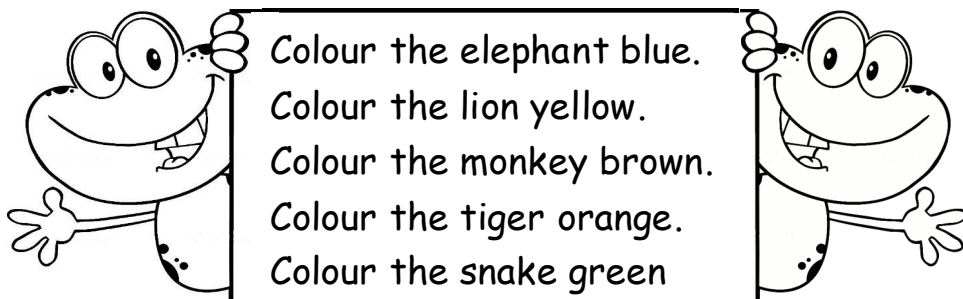 Colour the elephant blue.
Colour the lion yellow.
Colour the monkey brown.
Colour the tiger orange.
Colour the snake green